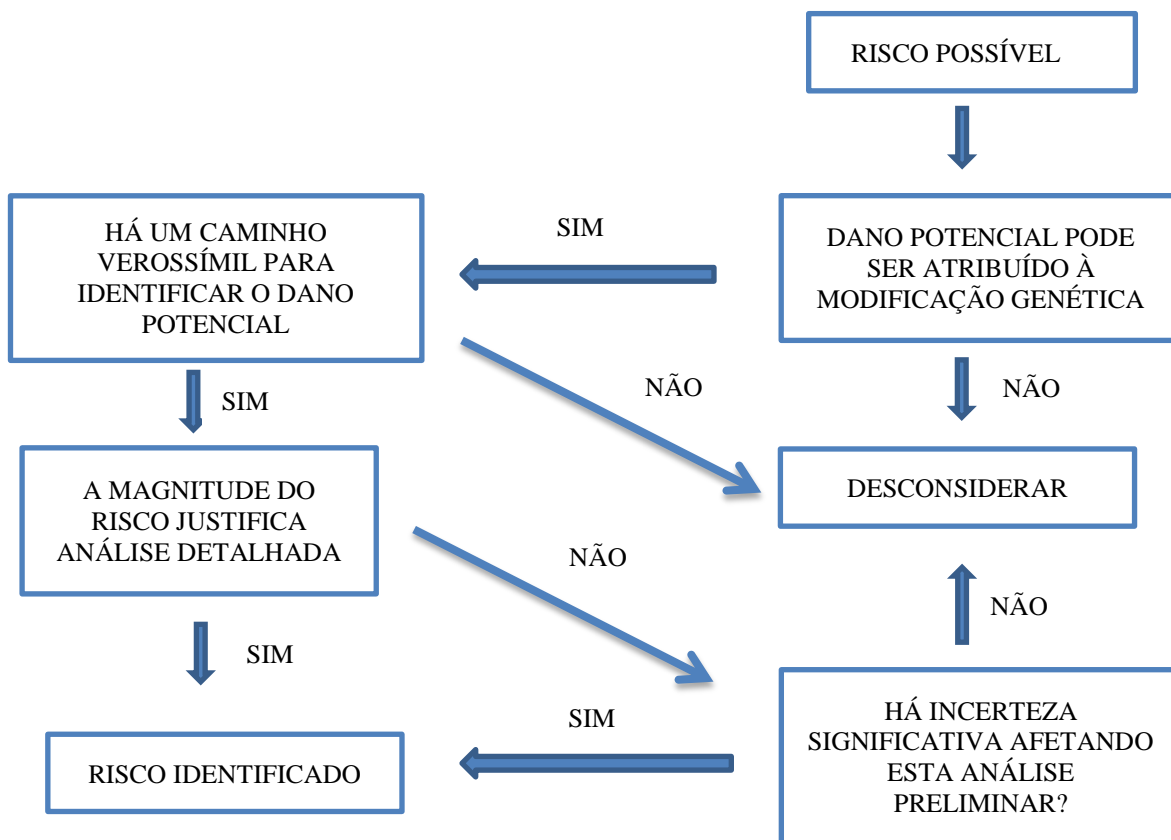 RISCO POSSÍVEL
DANO POTENCIAL PODE
SER ATRIBUÍDO À
MODIFICAÇÃO GENÉTICA
SIM
HÁ UM CAMINHO
VEROSSÍMIL PARA
IDENTIFICAR O DANO
POTENCIAL
NÃO
NÃO
SIM
DESCONSIDERAR
A MAGNITUDE DO
RISCO JUSTIFICA
ANÁLISE DETALHADA
NÃO
NÃO
SIM
HÁ INCERTEZA
SIGNIFICATIVA AFETANDO
ESTA ANÁLISE
PRELIMINAR?
SIM
RISCO IDENTIFICADO